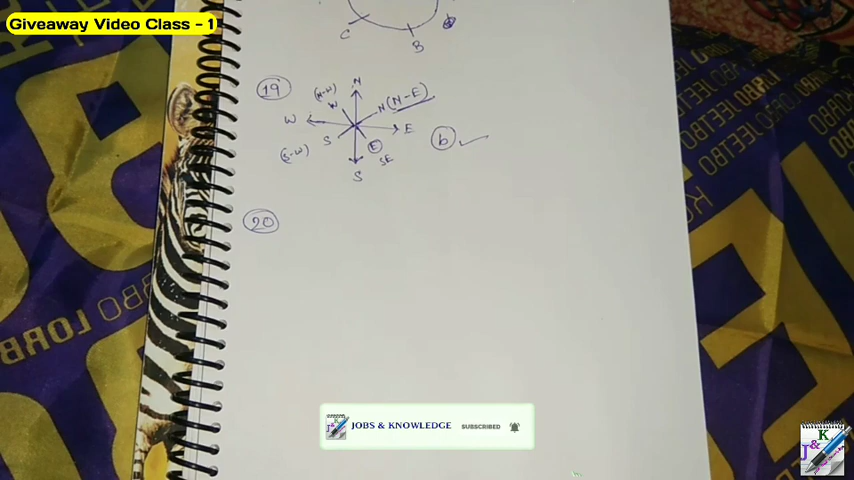 Giveaway Video Class - 1
C
B
19
N
(N-W)
W
N(N-E)
W
E
S
(S-W)
E
SE
S
b
20
JOBS & KNOWLEDGE
SUBSCRIBED
J&K